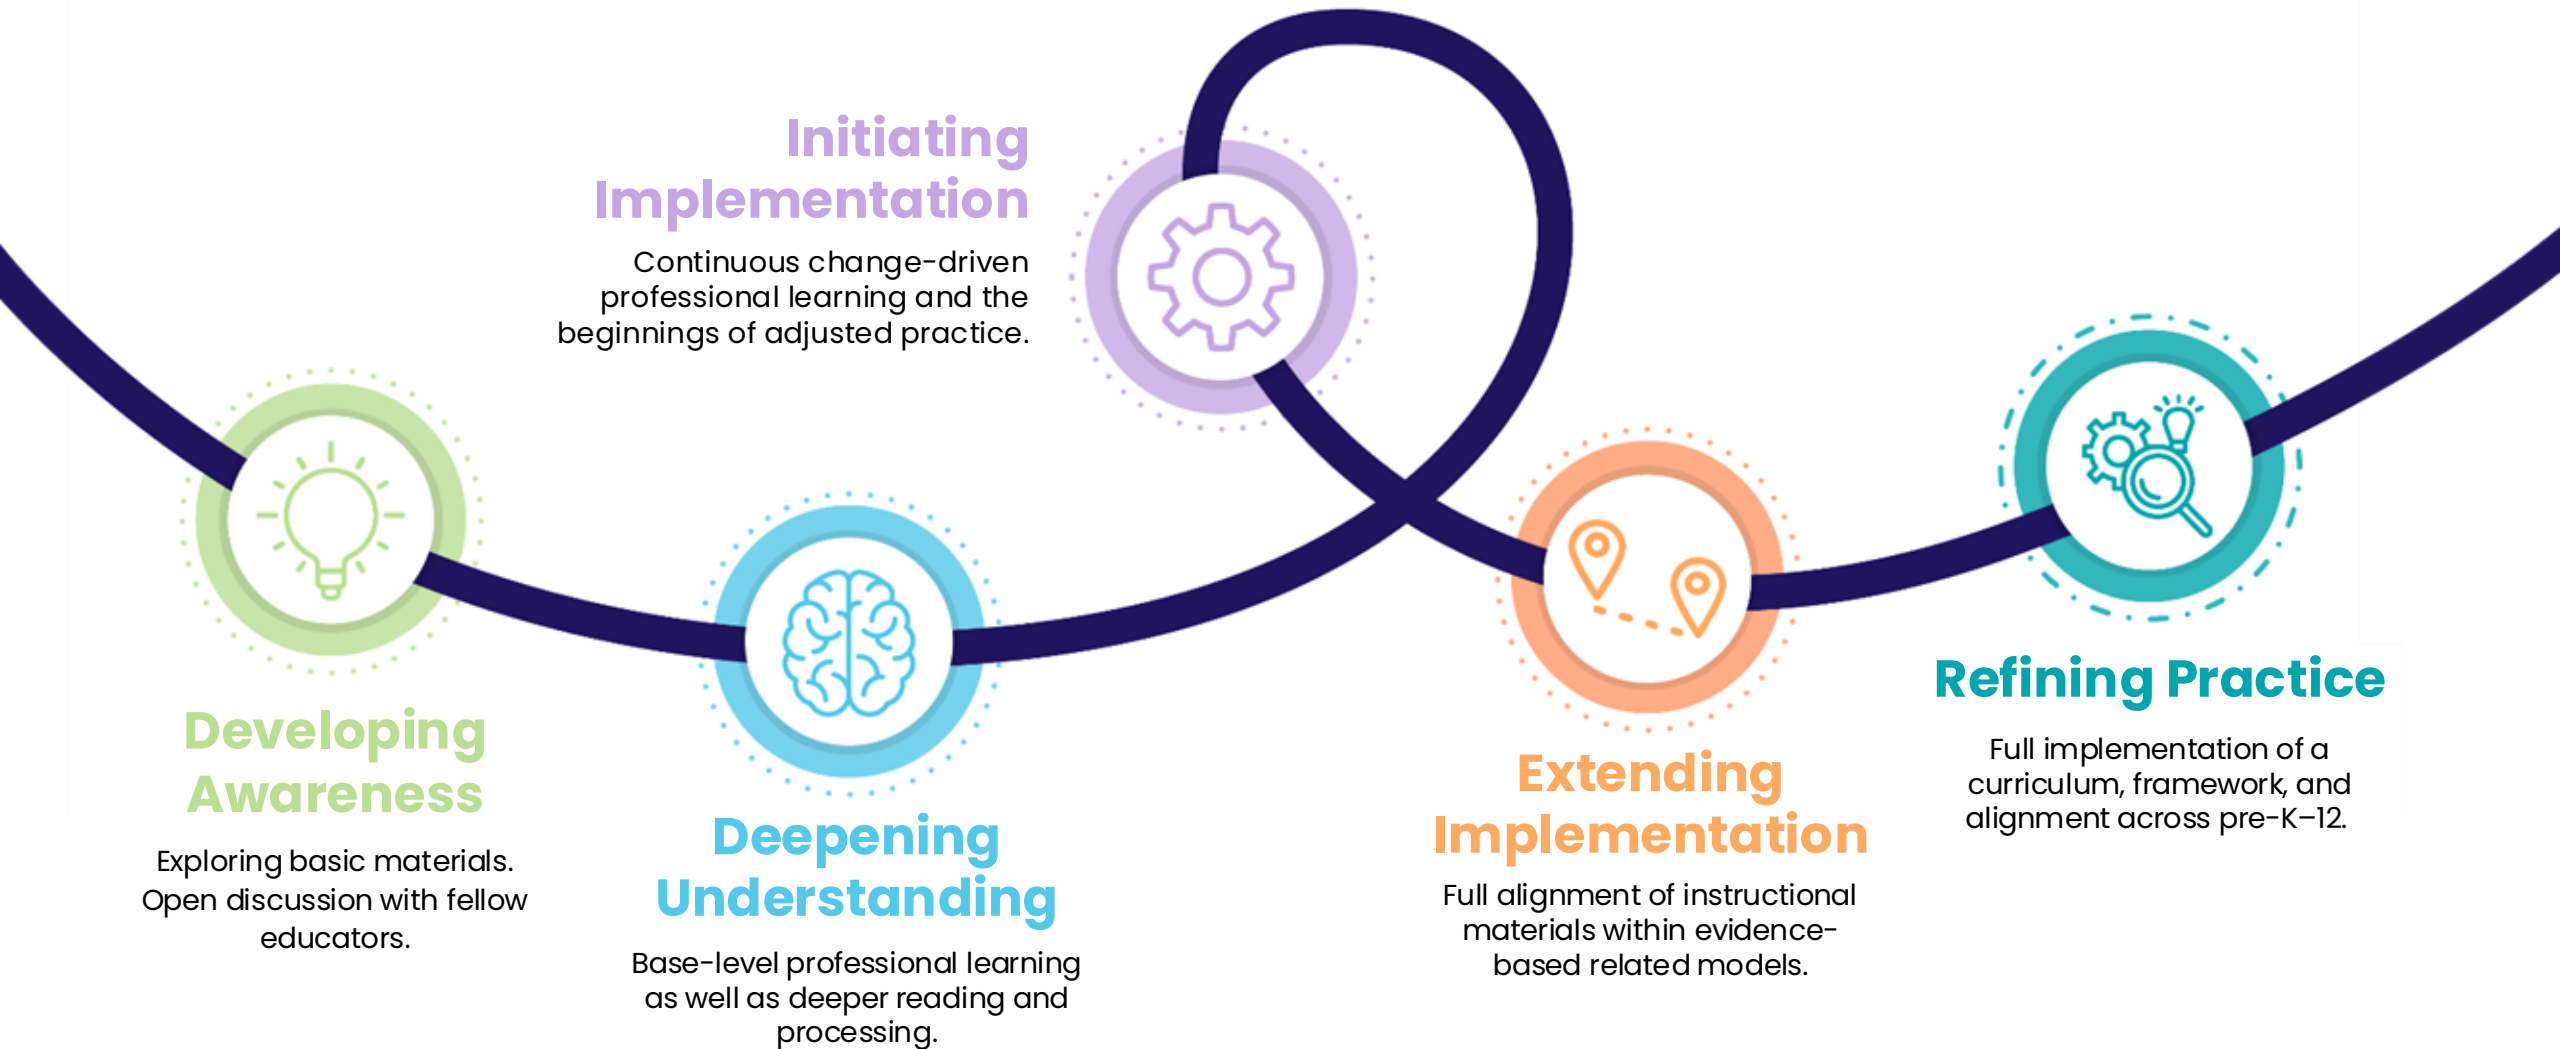 Developing
Awareness
Exploring basic materials.
Open discussion with fellow
educators.
Deepening
Understanding
Base-level professional learning
as well as deeper reading and
processing.
Initiating
Implementation
Continuous change-driven
professional learning and the
beginnings of adjusted practice.
Extending
Implementation
Full alignment of instructional
materials within evidence-
based related models.
Refining Practice
Full implementation of a
curriculum, framework, and
alignment across pre-K–12.